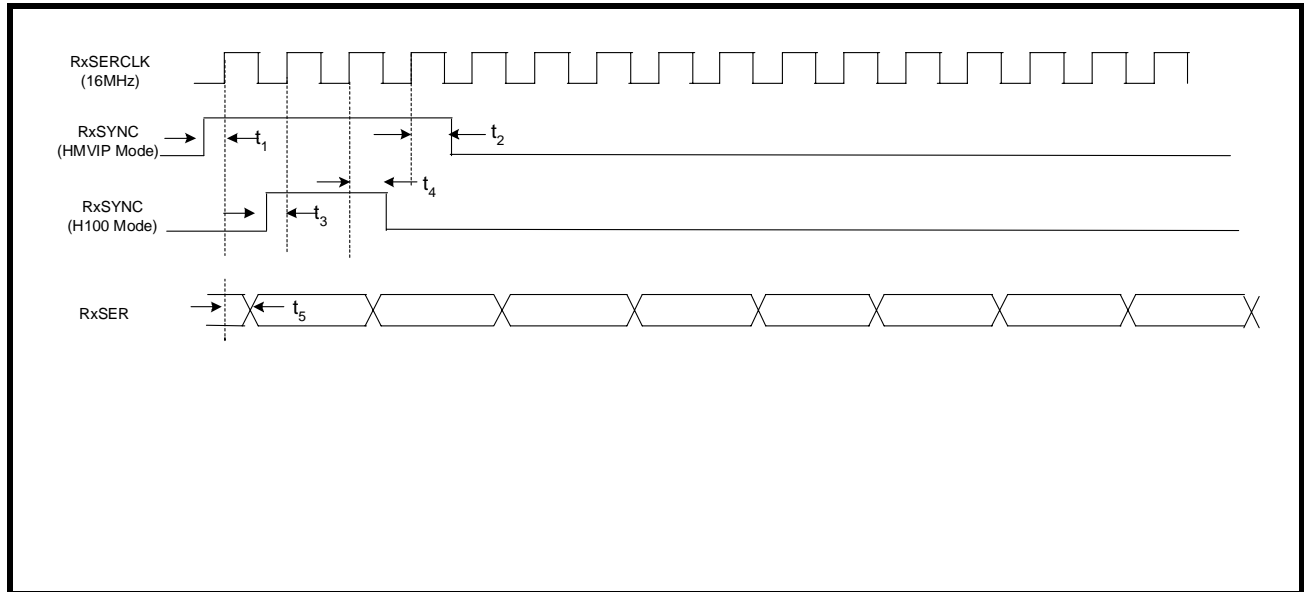 RxSERCLK
(16MHz)
RxSYNC
(HMVIP Mode)
t1
t2
RxSYNC
(H100 Mode)
t3
t4
RxSER
t5